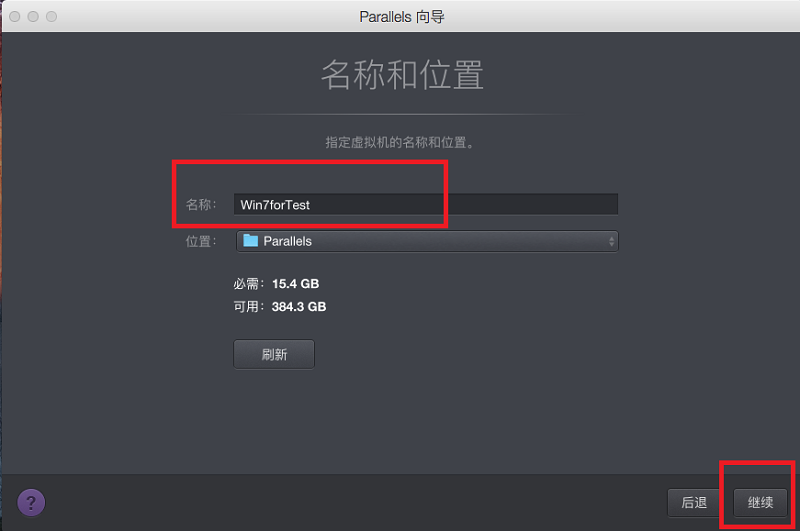 Parallels 向导
名称和位置
指定虚拟机的名称和位置。
名称： Win7forTest
位置： Parallels
必需： 15.4 GB
可用： 384.3 GB
刷新
? 后退 继续